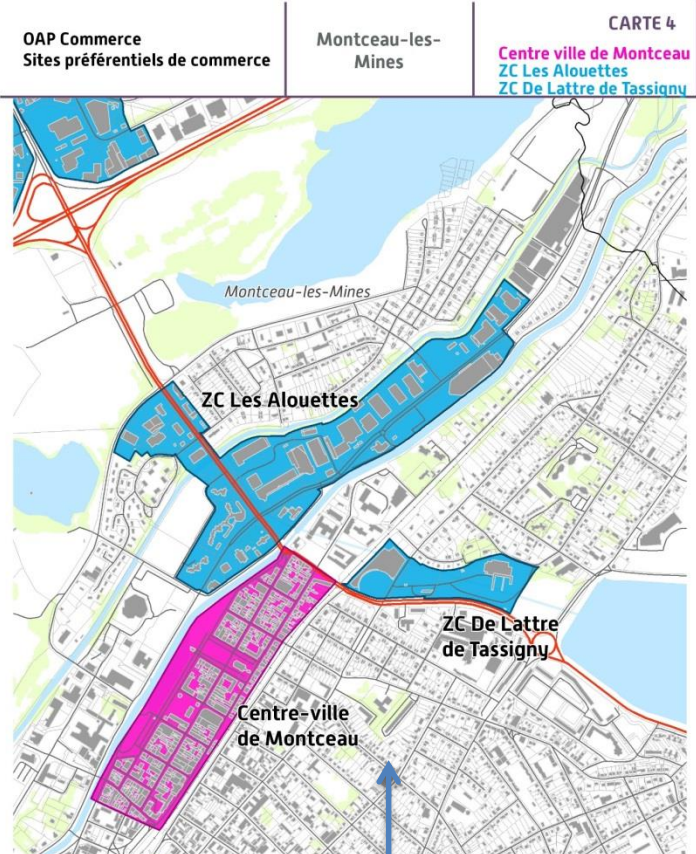 OAP Commerce
Sites préférentiels de commerce
Montceau-les-
Mines
CARTE 4
Centre ville de Montceau
ZC Les Alouettes
ZC De Lattre de Tassigny
Montceau-les-Mines
ZC Les Alouettes
ZC De Lattre
de Tassigny
Centre-ville
de Montceau